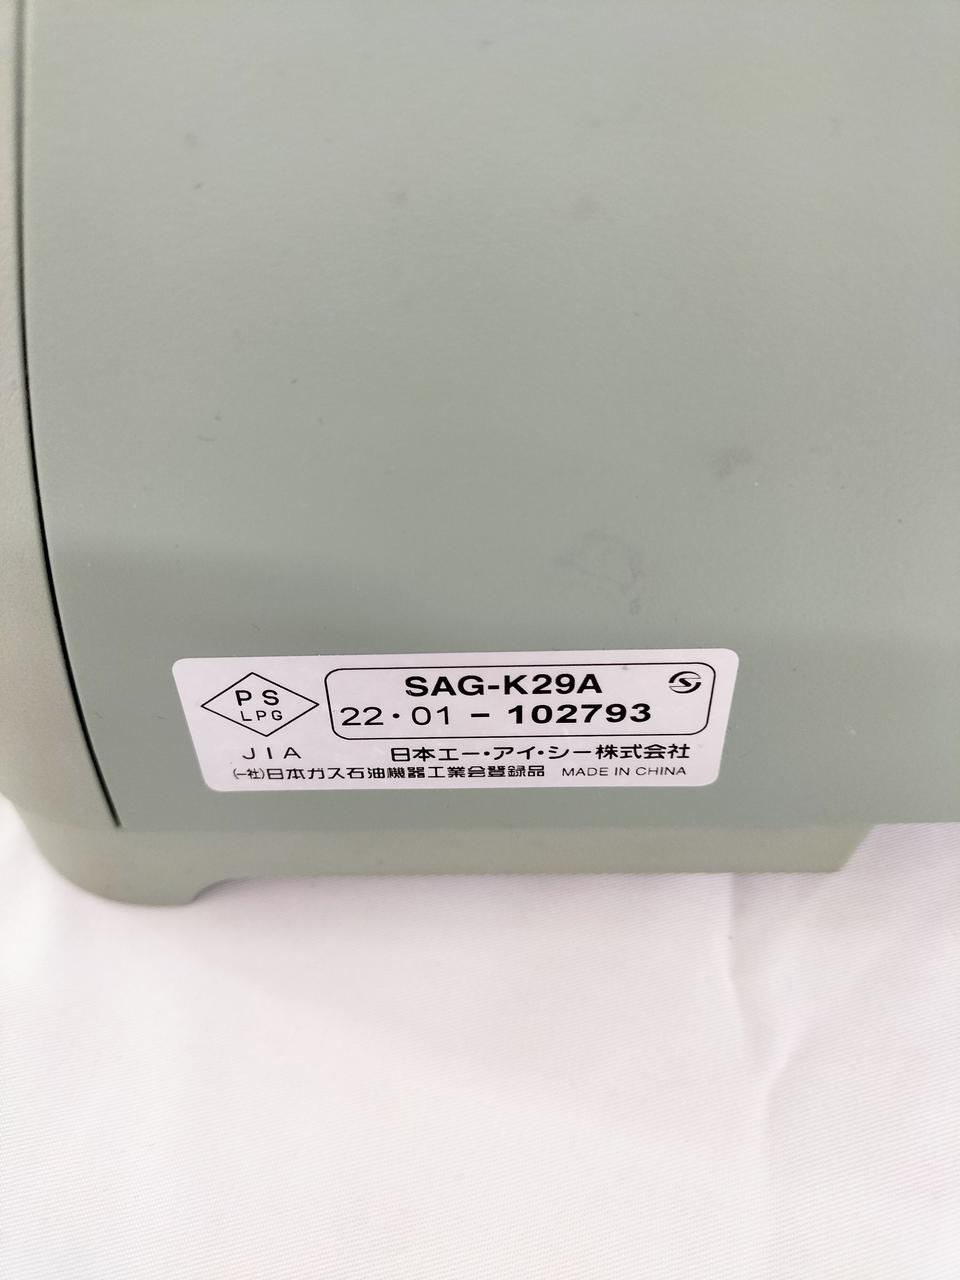 PS
LPG
JIA
SAG-K29A
22・01-102793
日本エー・アイ・シー株式会社
(一社)日本ガス石油機器工業会登録品 MADE IN CHINA